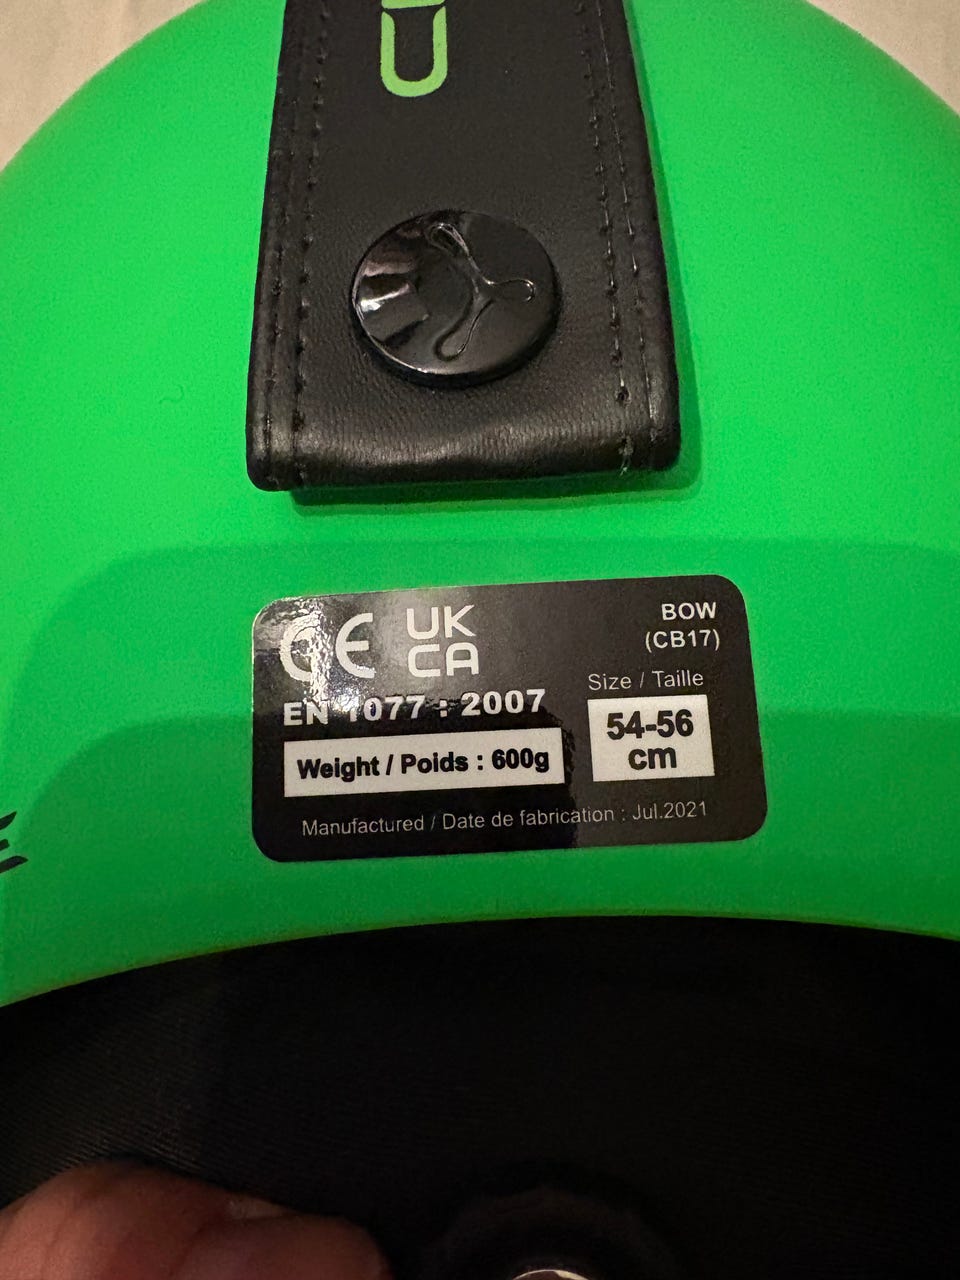 CE UK
CA
BOW
(CB17)
EN 1077 : 2007
Size / Taille
54-56
cm
Weight / Poids : 600g
Manufactured / Date de fabrication : Jul.2021